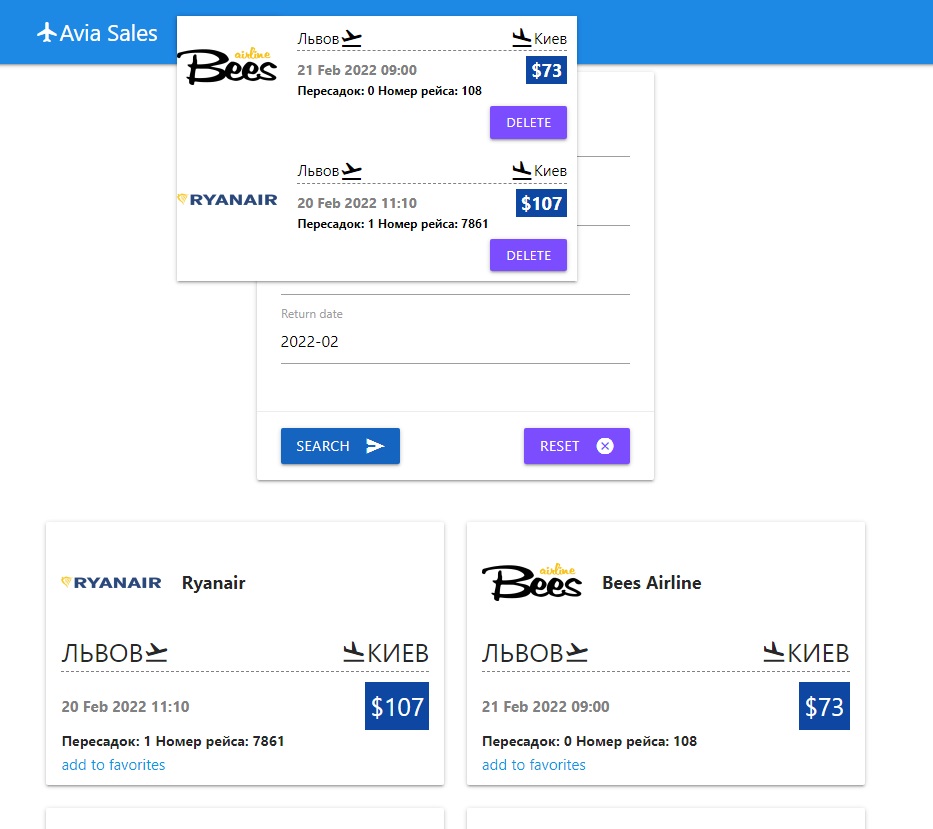 Avia Sales
airline
Bees
Львов Киев
21 Feb 2022 09:00 $73
Пересадок: 0 Номер рейса: 108
DELETE
RYANAIR
Львов Киев
20 Feb 2022 11:10 $107
Пересадок: 1 Номер рейса: 7861
DELETE
Return date
2022-02
SEARCH RESET
RYANAIR Ryanair
ЛЬВОВ КИЕВ
20 Feb 2022 11:10 $107
Пересадок: 1 Номер рейса: 7861
add to favorites
airline
Bees Bees Airline
ЛЬВОВ КИЕВ
21 Feb 2022 09:00 $73
Пересадок: 0 Номер рейса: 108
add to favorites